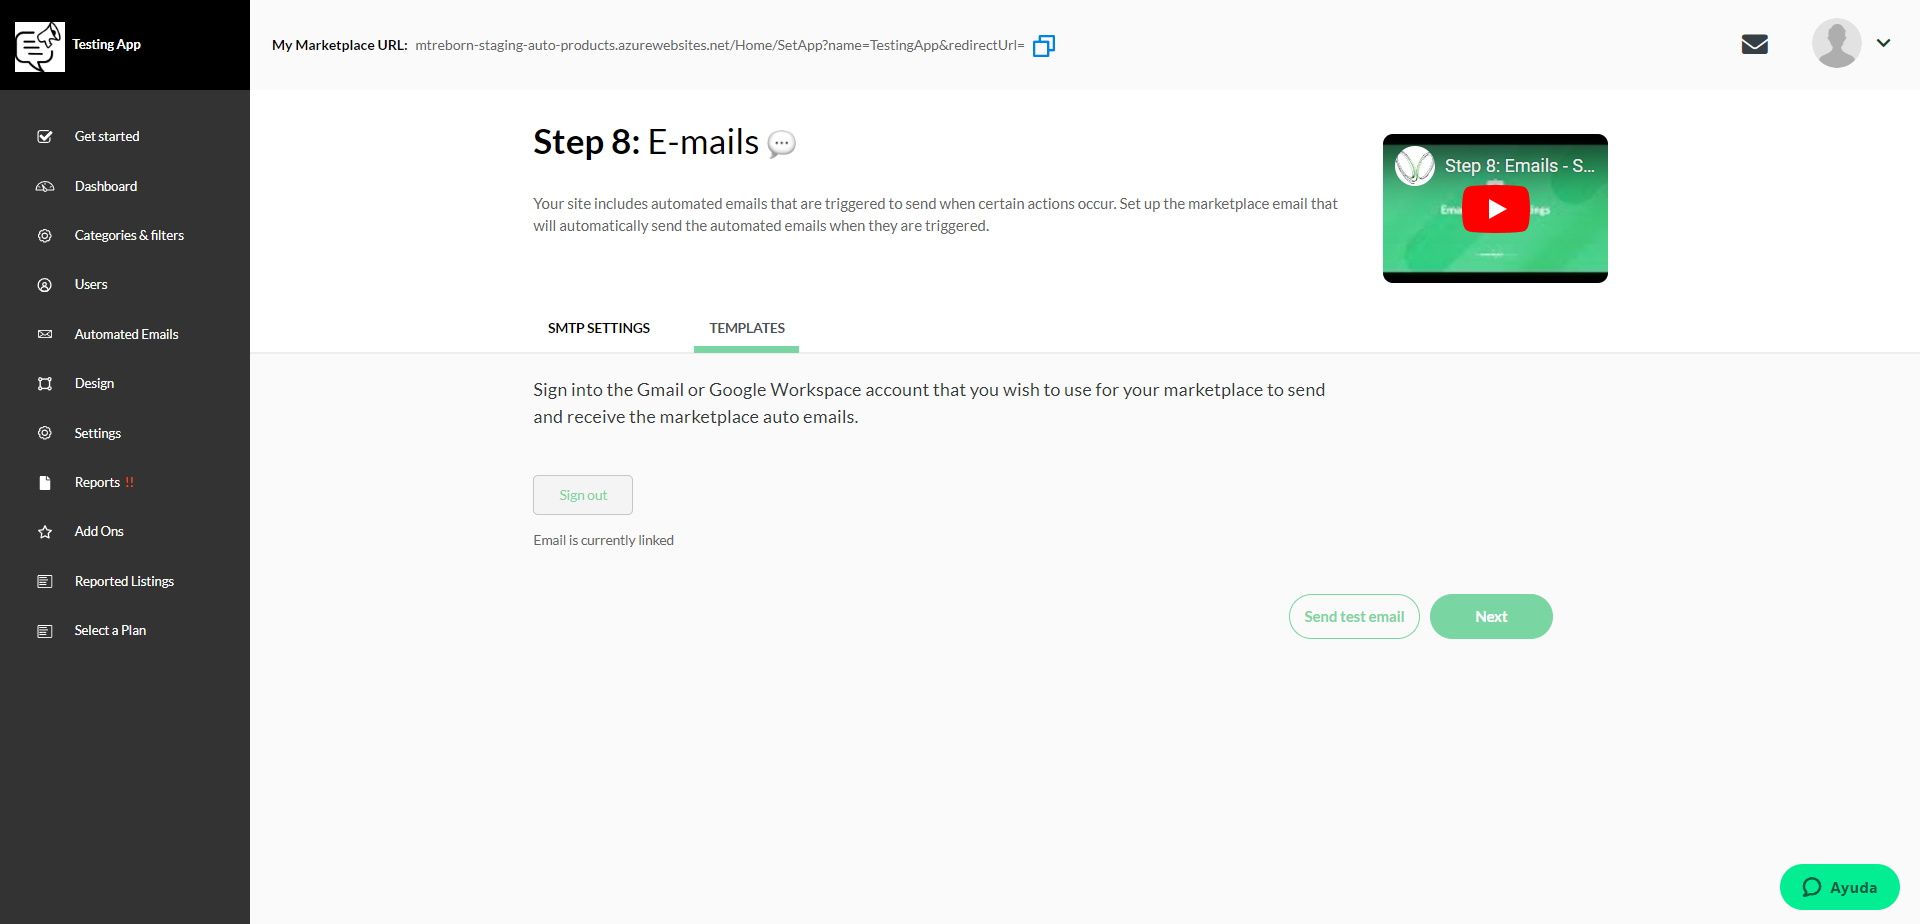 Testing App
My Marketplace URL: mtreborn-staging-auto-products.azurewebsites.net/Home/SetApp?name=TestingApp&redirectUrl=
Get started
Dashboard
Categories & filters
Users
Automated Emails
Design
Settings
Reports !!
Add Ons
Reported Listings
Select a Plan
Step 8: E-mails 💬
Your site includes automated emails that are triggered to send when certain actions occur. Set up the marketplace email that
will automatically send the automated emails when they are triggered.
Step 8: Emails - S...
SMTP SETTINGS
TEMPLATES
Sign into the Gmail or Google Workspace account that you wish to use for your marketplace to send
and receive the marketplace auto emails.
Sign out
Email is currently linked
Send test email
Next
Ayuda